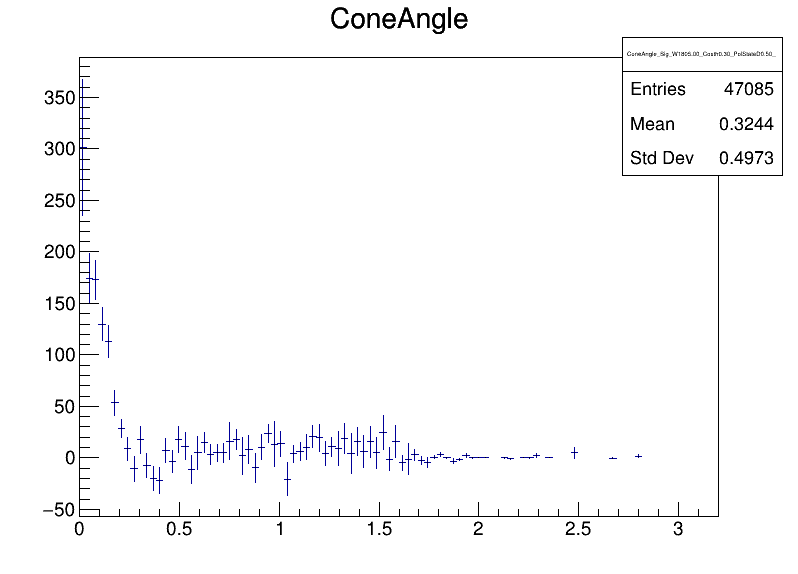 ConeAngle
ConeAngle_Sig_W1805.00_Costh0.30_PolStateD0.50_
Entries 47085
Mean 0.3244
Std Dev 0.4973
350
300
250
200
150
100
50
0
−50
0 0.5 1 1.5 2 2.5 3